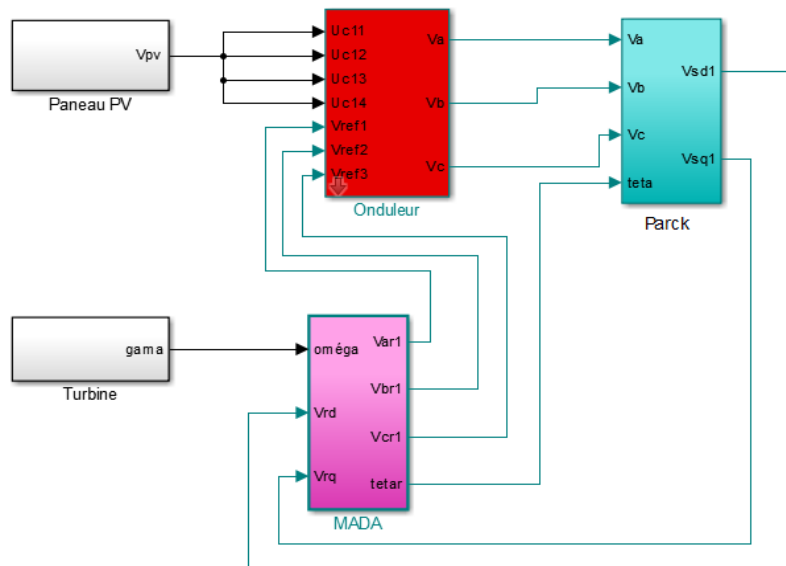 Vpv
Paneau PV
Uc11
Uc12
Uc13
Uc14
Vref1
Vref2
Vref3
Va
Vb
Vc
Onduleur
Va
Vb
Vc
teta
Vsd1
Vsq1
Parck
gama
Turbine
oméga
Vrd
Vrq
Var1
Vbr1
Vcr1
tetar
MADA